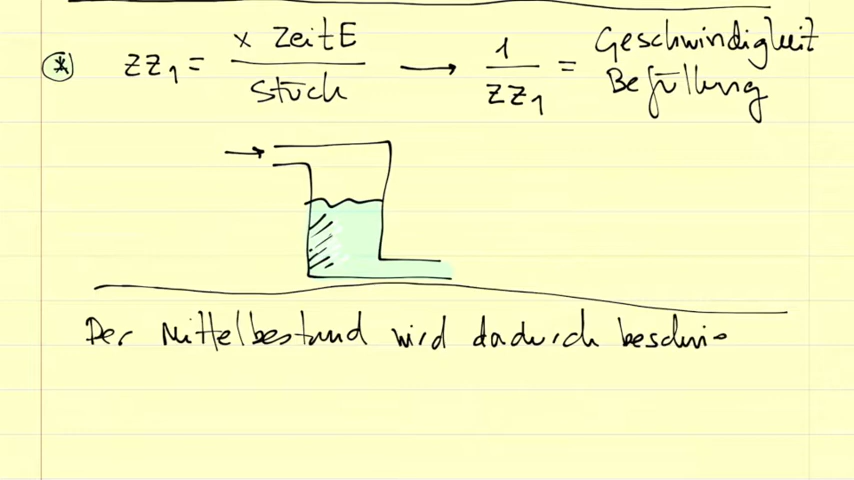 * ZZ1 = x ZeitE / Stück → 1 / ZZ1 = Geschwindigkeit Befüllung
Der Mittelbestand wird dadurch beschrie